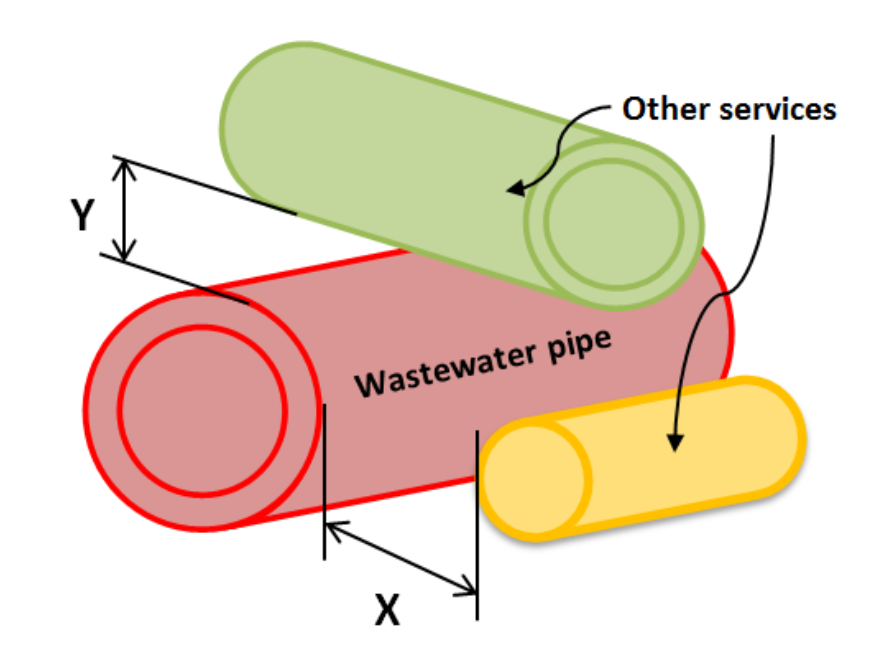 Other services
Y
Wastewater pipe
X